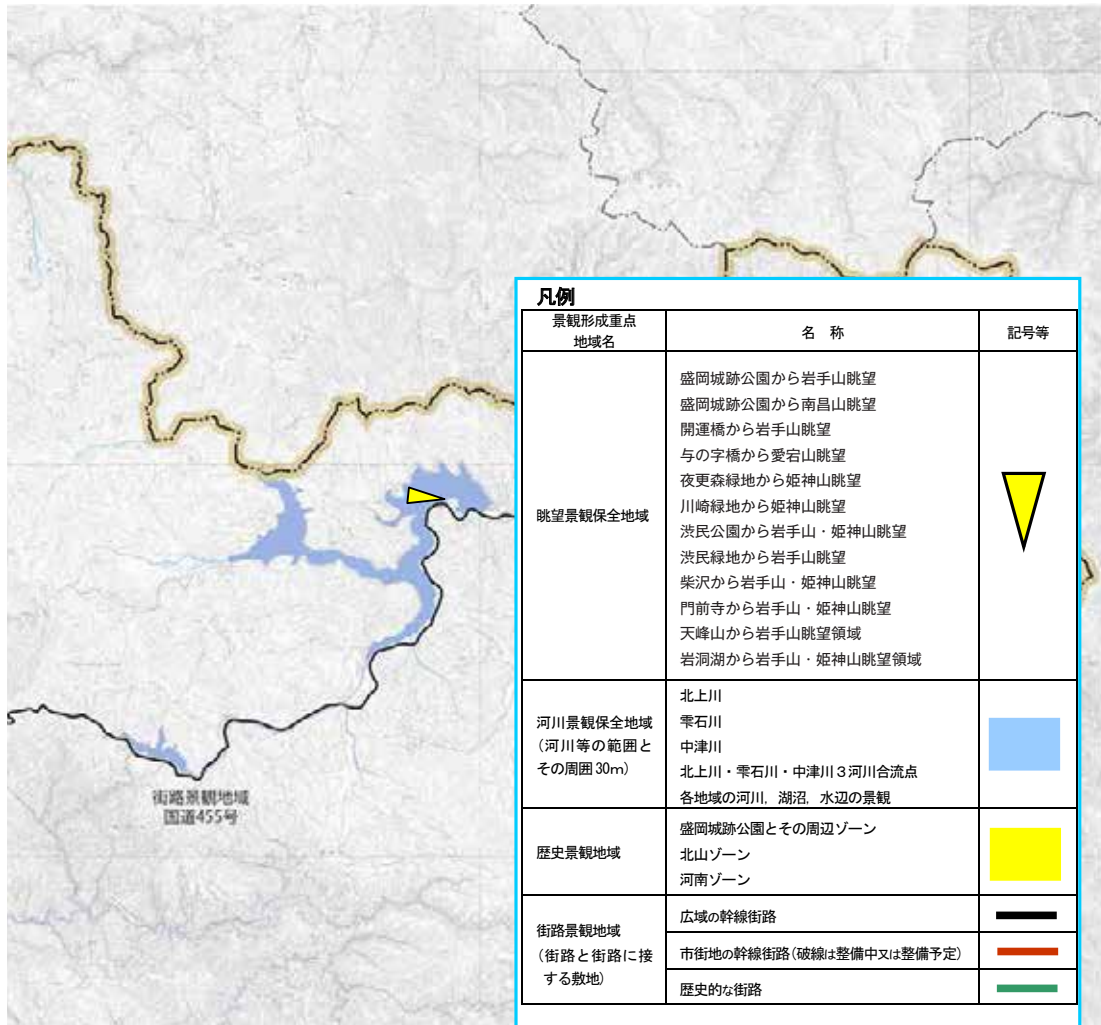 凡例
景観形成重点
地域名
名 称
記号等
眺望景観保全地域
盛岡城跡公園から岩手山眺望
盛岡城跡公園から南昌山眺望
開運橋から岩手山眺望
与の字橋から愛宕山眺望
夜更森緑地から姫神山眺望
川崎緑地から姫神山眺望
渋民公園から岩手山・姫神山眺望
渋民緑地から岩手山眺望
柴沢から岩手山・姫神山眺望
門前寺から岩手山・姫神山眺望
天峰山から岩手山眺望領域
岩洞湖から岩手山・姫神山眺望領域
河川景観保全地域
(河川等の範囲と
その周囲30m)
北上川
雫石川
中津川
北上川・雫石川・中津川3河川合流点
各地域の河川,湖沼,水辺の景観
歴史景観地域
盛岡城跡公園とその周辺ゾーン
北山ゾーン
河南ゾーン
街路景観地域
(街路と街路に接
する敷地)
広域の幹線街路
市街地の幹線街路(破線は整備中又は整備予定)
歴史的な街路
街路景観地域
国道455号